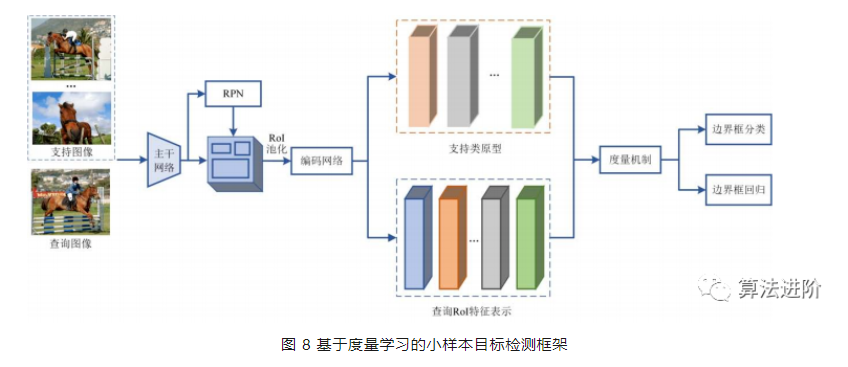 ...
支持图像
查询图像
主干
网络
RPN
RoI
池化
编码网络
...
支持类原型
...
查询RoI特征表示
度量机制
边界框分类
边界框回归
算法进阶
图 8 基于度量学习的小样本目标检测框架